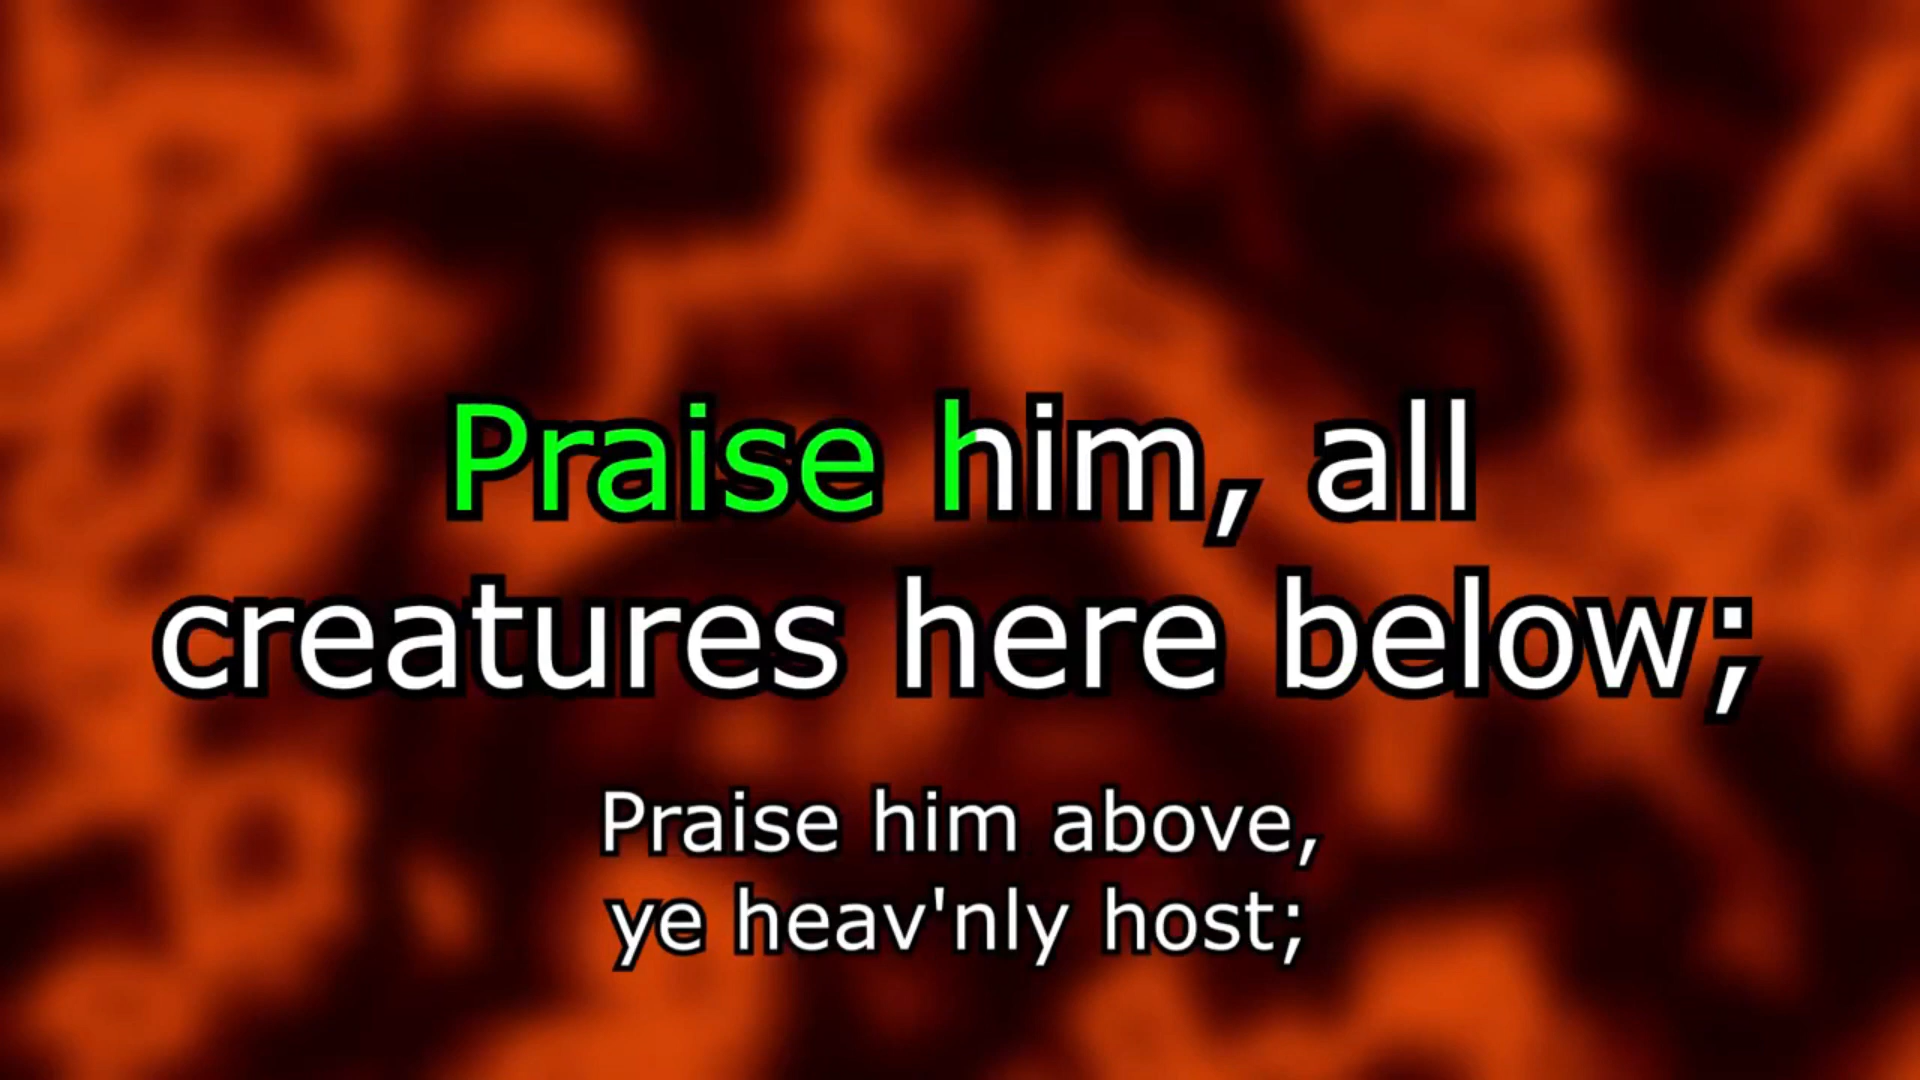 Praise him, all
creatures here below;
Praise him above,
ye heav'nly host;